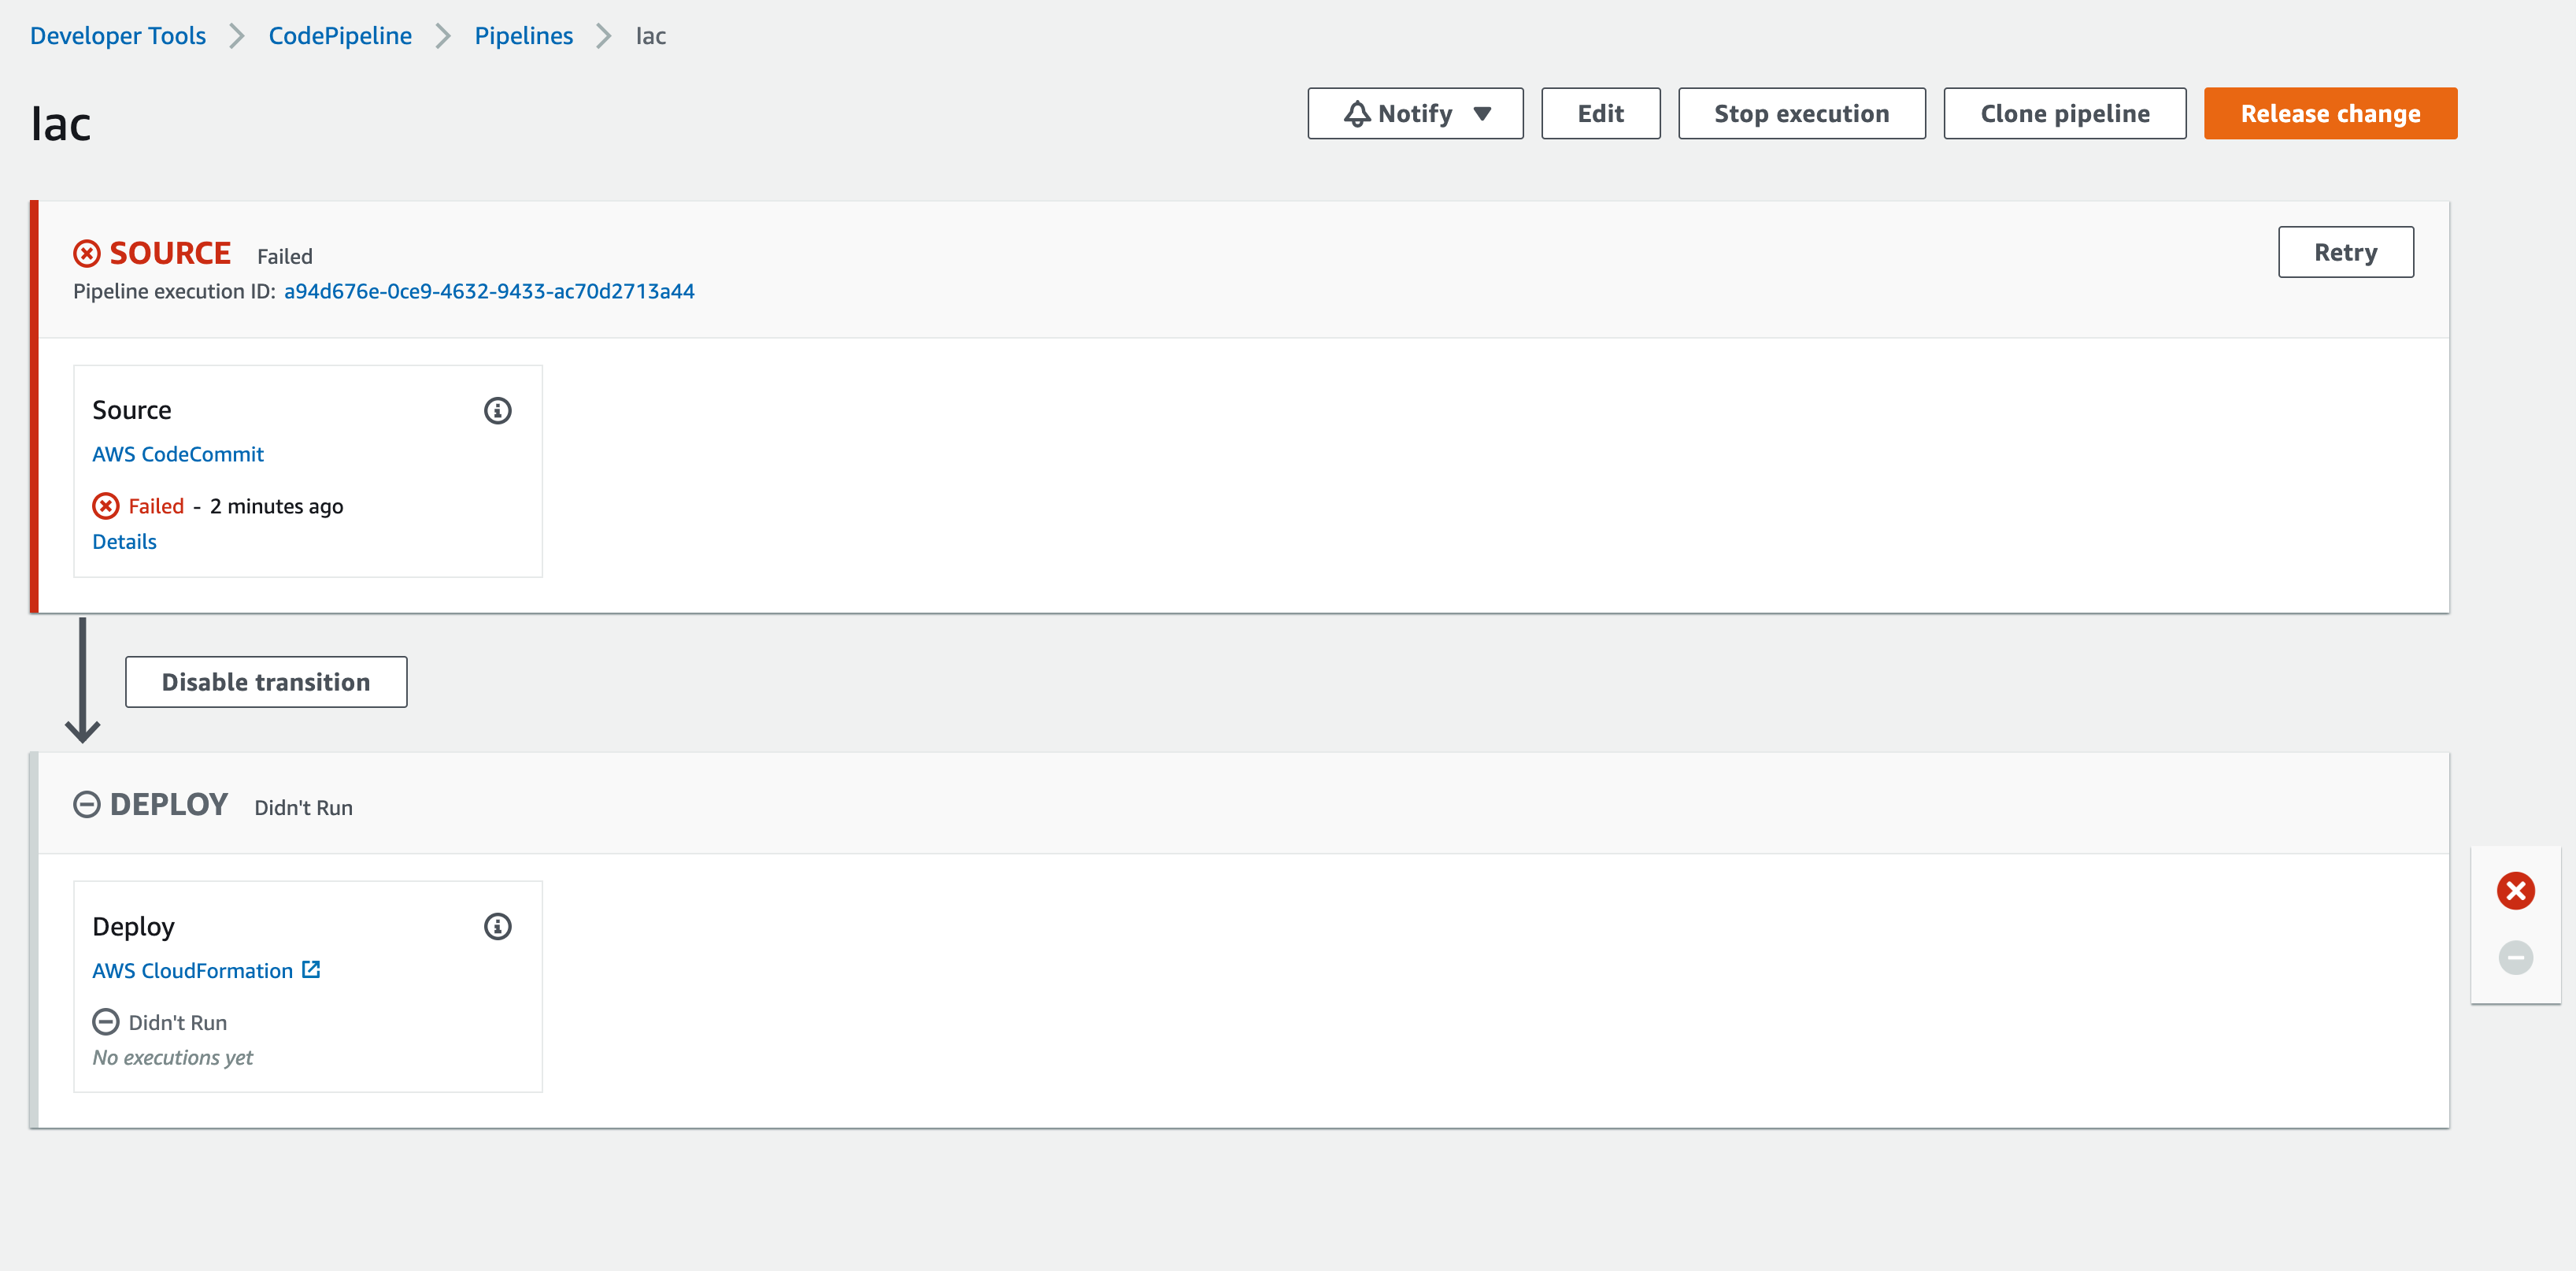 Developer Tools > CodePipeline > Pipelines > Iac
Iac
Notify ▼ Edit Stop execution Clone pipeline Release change
SOURCE Failed
Retry
Pipeline execution ID: a94d676e-0ce9-4632-9433-ac70d2713a44
Source
AWS CodeCommit
Failed - 2 minutes ago
Details
Disable transition
DEPLOY Didn't Run
Deploy
AWS CloudFormation
Didn't Run
No executions yet